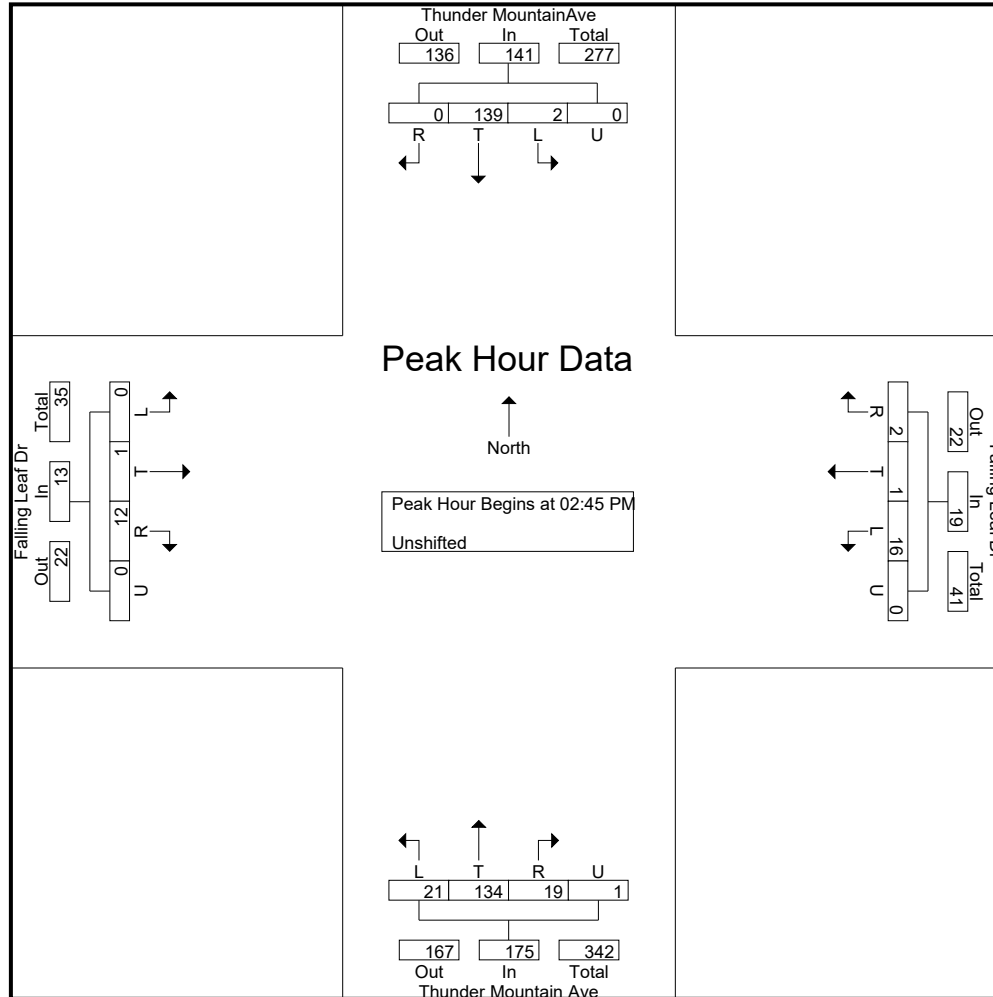 Thunder MountainAve
Out In Total
136 141 277
0 139 2 0
R T L U
Peak Hour Data
North
Peak Hour Begins at 02:45 PM
Unshifted
Falling Leaf Dr
Total In Out
35 13 22
0 1 12 0
L T R U
R T L U
2 1 16 0
22 19 41
Out In Total
Falling Leaf Dr
L T R U
21 134 19 1
167 175 342
Out In Total
Thunder Mountain Ave